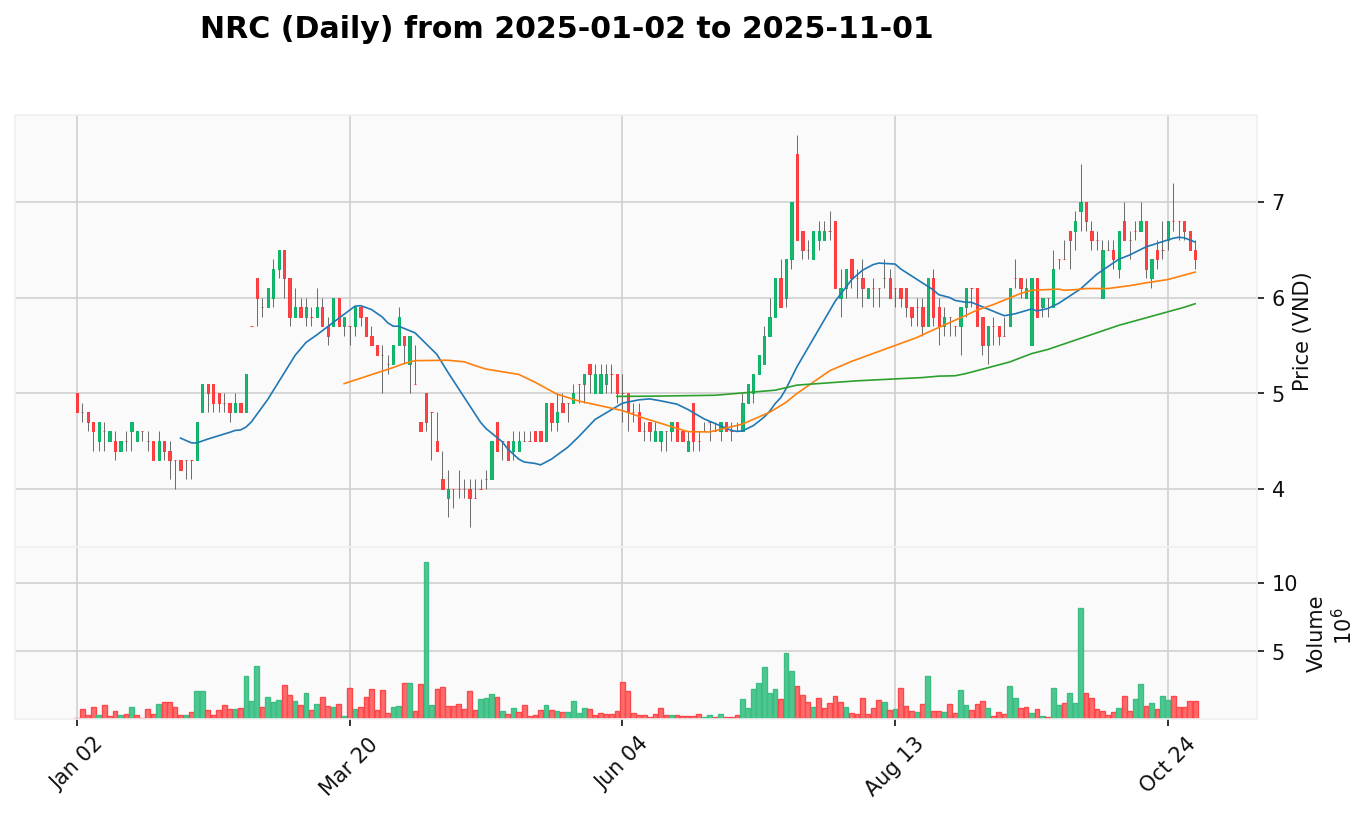 NRC (Daily) from 2025-01-02 to 2025-11-01
7
6
5
4
Price (VND)
10
5
Volume
10⁶
Jan 02
Mar 20
Jun 04
Aug 13
Oct 24